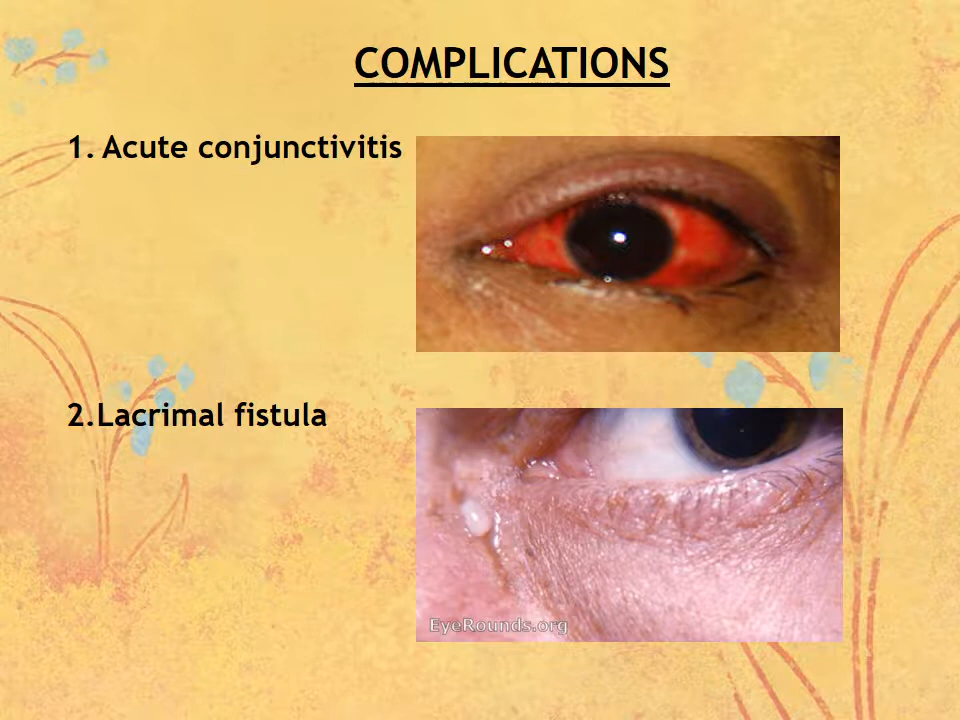 COMPLICATIONS
1. Acute conjunctivitis
2.Lacrimal fistula
EyeRounds.org